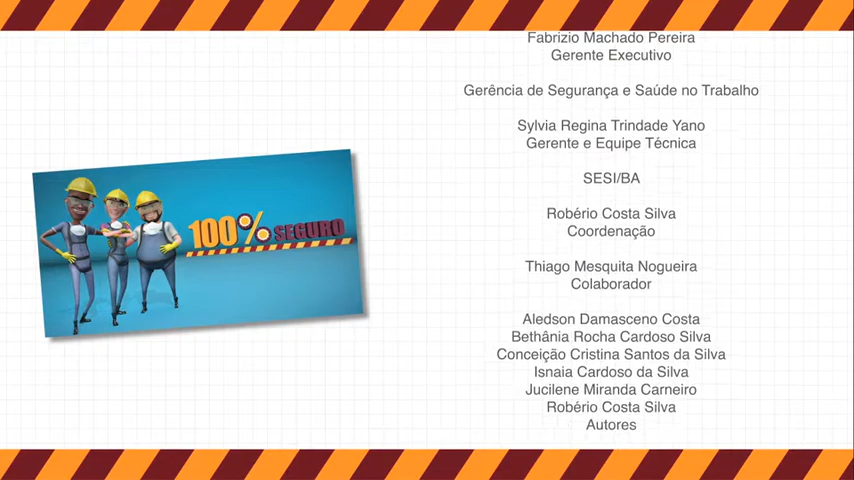 100% SEGURO
Fabrizio Machado Pereira
Gerente Executivo
Gerência de Segurança e Saúde no Trabalho
Sylvia Regina Trindade Yano
Gerente e Equipe Técnica
SESI/BA
Robério Costa Silva
Coordenação
Thiago Mesquita Nogueira
Colaborador
Aledson Damasceno Costa
Bethânia Rocha Cardoso Silva
Conceição Cristina Santos da Silva
Isnaia Cardoso da Silva
Jucilene Miranda Carneiro
Robério Costa Silva
Autores